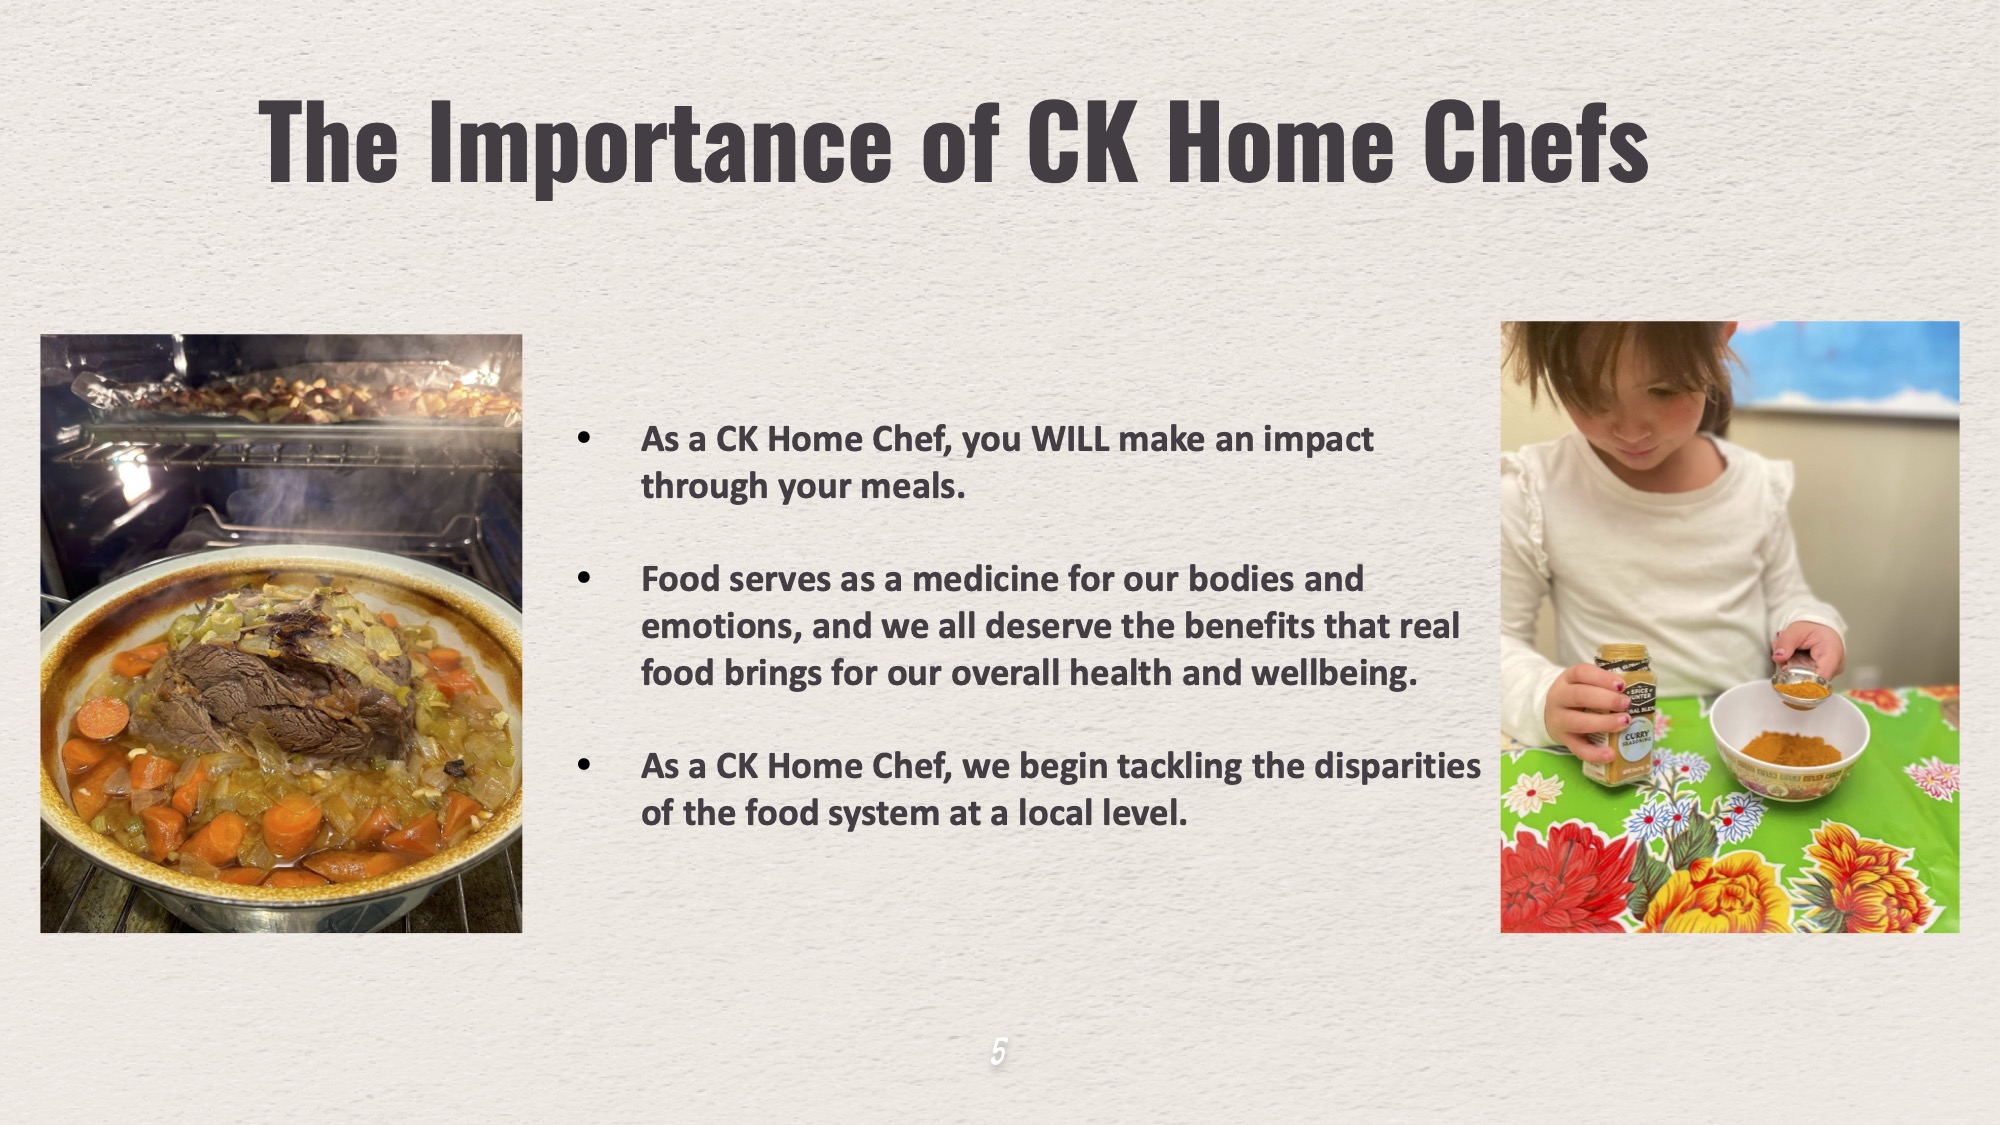 The Importance of CK Home Chefs
• As a CK Home Chef, you WILL make an impact
through your meals.
• Food serves as a medicine for our bodies and
emotions, and we all deserve the benefits that real
food brings for our overall health and wellbeing.
• As a CK Home Chef, we begin tackling the disparities
of the food system at a local level.
SPICE
CURRY
SEASONING
5